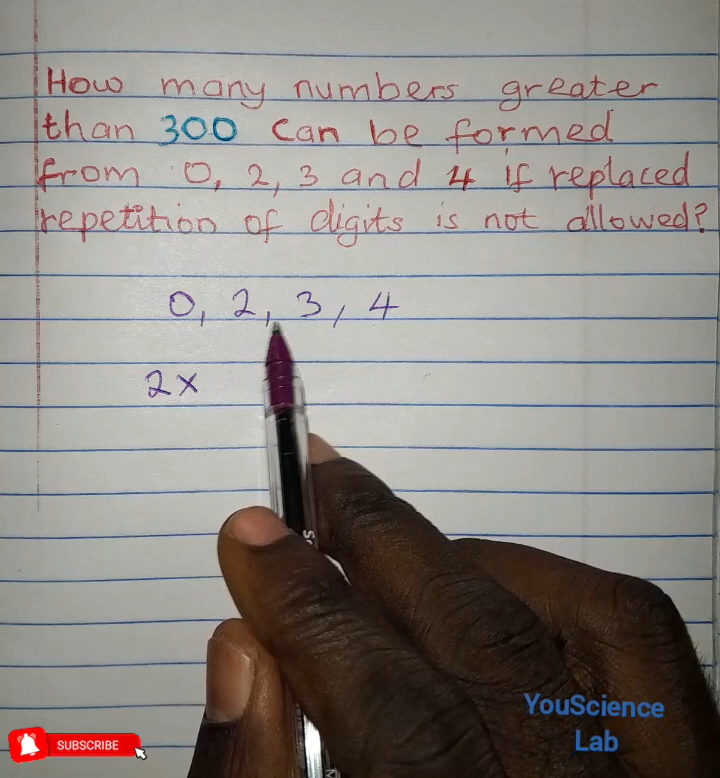 How many numbers greater
than 300 can be formed
from 0, 2, 3 and 4 if replaced
repetition of digits is not allowed?
0, 2, 3, 4
2x
YouScience
Lab
SUBSCRIBE